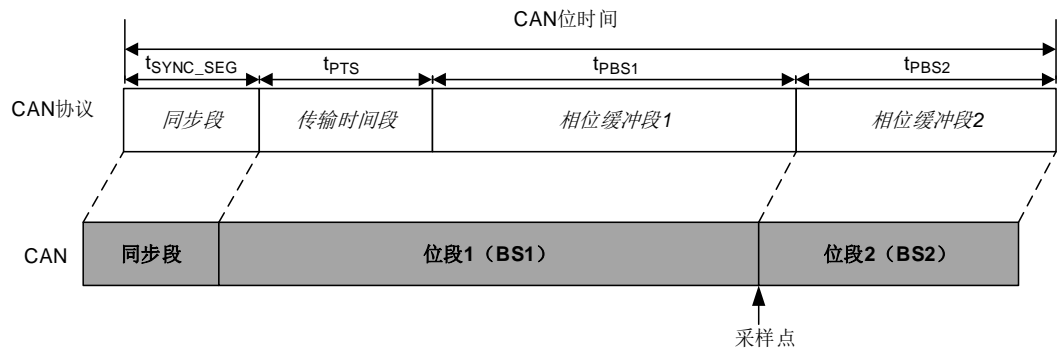 CAN位时间
tSYNC_SEG tPTS tPBS1 tPBS2
CAN协议 同步段 传输时间段 相位缓冲段1 相位缓冲段2
CAN 同步段 位段1（BS1） 位段2（BS2）
采样点